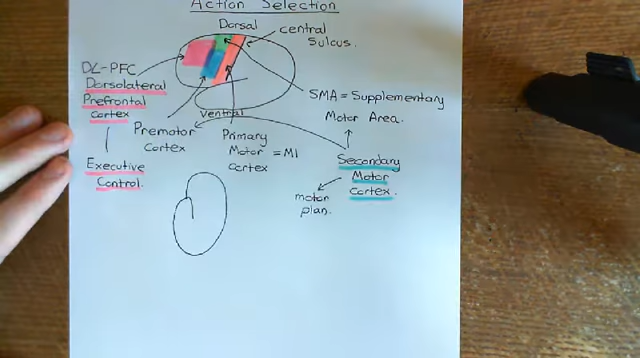 Action Selection
Dorsal
central
Sulcus.
DL-PFC
Dorsolateral
Prefrontal
cortex
Executive
Control.
Ventral
Premotor
Cortex
Primary
Motor = M1
Cortex
SMA = Supplementary
Motor Area.
Secondary
Motor
Cortex.
motor
plan.